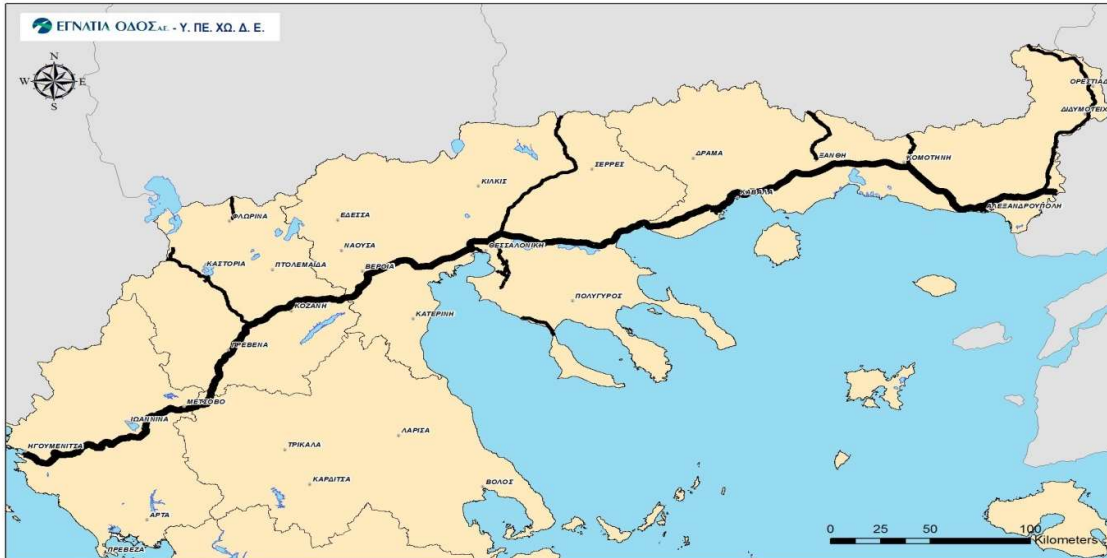 ΕΓΝΑΤΙΑ ΟΔΟΣ Α.Ε. - Υ. ΠΕ. ΧΩ. Δ. Ε.
N
W E
S
ΟΡΕΣΤΙΑΔ
ΔΙΔΥΜΟΤΕΙΧ
ΔΡΑΜΑ
ΞΑΝΘΗ
ΚΟΜΟΤΗΝΗ
ΣΕΡΡΕΣ
ΚΙΛΚΙΣ
ΚΑΒΑΛΑ
ΑΛΕΞΑΝΔΡΟΥΠΟΛΗ
ΦΛΩΡΙΝΑ
ΕΔΕΣΣΑ
ΝΑΟΥΣΑ
ΘΕΣΣΑΛΟΝΙΚΗ
ΚΑΣΤΟΡΙΑ
ΠΤΟΛΕΜΑΙΔΑ
ΒΕΡΟΙΑ
ΠΟΛΥΓΥΡΟΣ
ΚΟΖΑΝΗ
ΚΑΤΕΡΙΝΗ
ΓΡΕΒΕΝΑ
ΜΕΤΣΟΒΟ
ΙΩΑΝΝΙΝΑ
ΗΓΟΥΜΕΝΙΤΣΑ
ΛΑΡΙΣΑ
ΤΡΙΚΑΛΑ
ΚΑΡΔΙΤΣΑ
ΒΟΛΟΣ
ΑΡΤΑ
ΠΡΕΒΕΖΑ
0 25 50 100
Kilometers